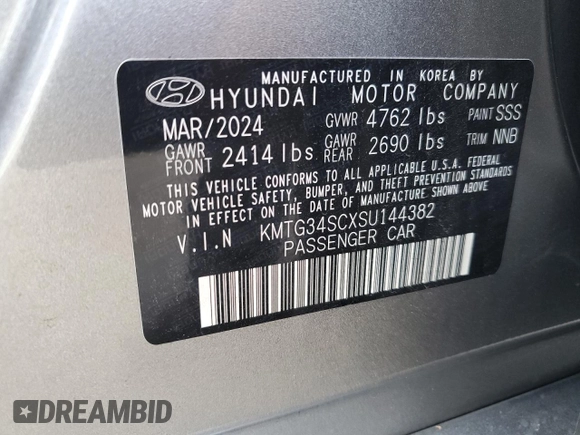 MANUFACTURED IN KOREA BY
HYUNDAI MOTOR COMPANY
MAR/2024 GVWR 4762 lbs PAINT SSS
GAWR FRONT 2414 lbs GAWR REAR 2690 lbs TRIM NNB
THIS VEHICLE CONFORMS TO ALL APPLICABLE U.S.A. FEDERAL
MOTOR VEHICLE SAFETY, BUMPER, AND THEFT PREVENTION STANDARDS
IN EFFECT ON THE DATE OF MANUFACTURE SHOWN ABOVE.
V.I.N KMTG34SCXSU144382
PASSENGER CAR
DREAMBID